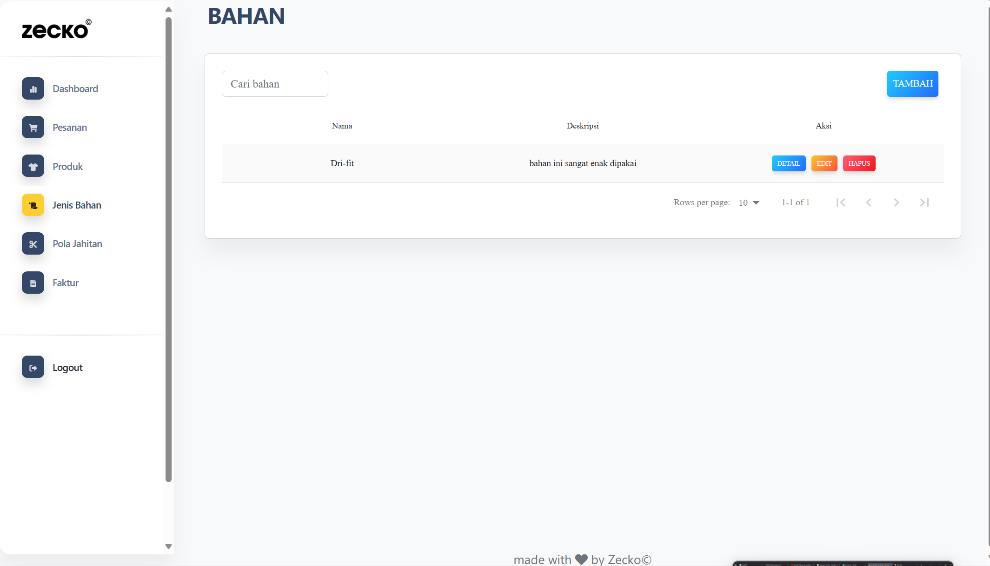 BAHAN
zecko©
Cari bahan
TAMBAH
Dashboard
Pesanan
Produk
Jenis Bahan
Pola Jahitan
Faktur
Logout
Nama Deskripsi Aksi
Dri-fit bahan ini sangat enak dipakai DETAIL EDIT HAPUS
Rows per page: 10 1-1 of 1
made with by Zecko©